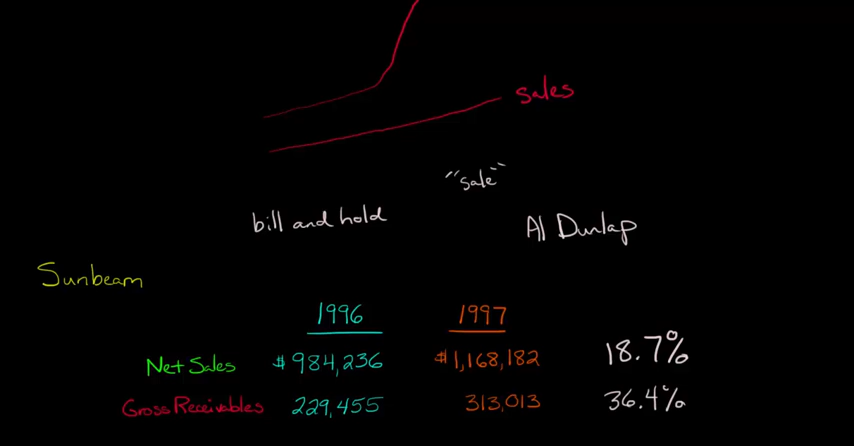 sales
"sale"
bill and hold
Al Dunlap
Sunbeam
1996 1997
Net Sales $984,236 $1,168,182 18.7%
Gross Receivables 229,455 313,013 36.4%